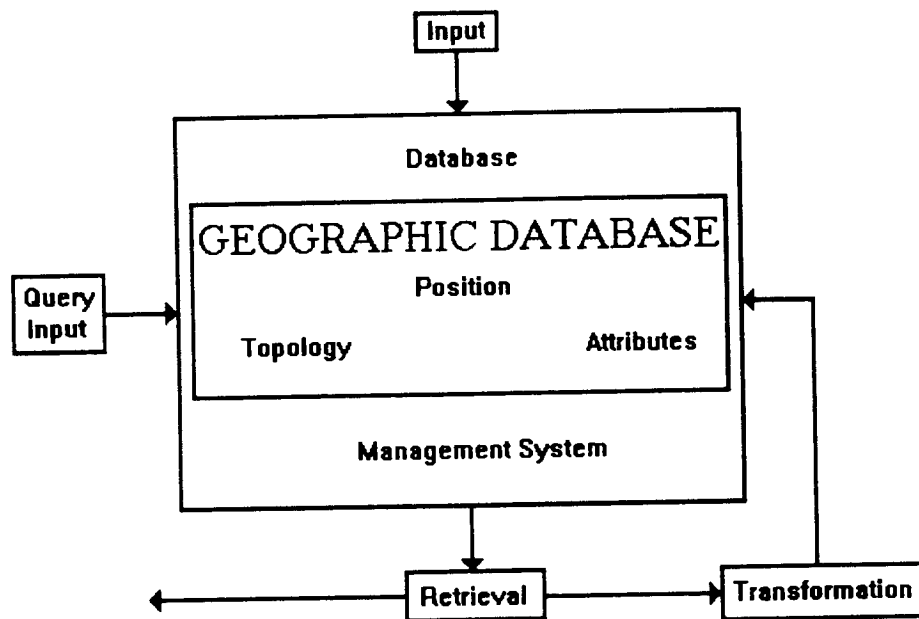 Input
Database
GEOGRAPHIC DATABASE
Position
Query
Input
Topology
Attributes
Management System
Retrieval
Transformation